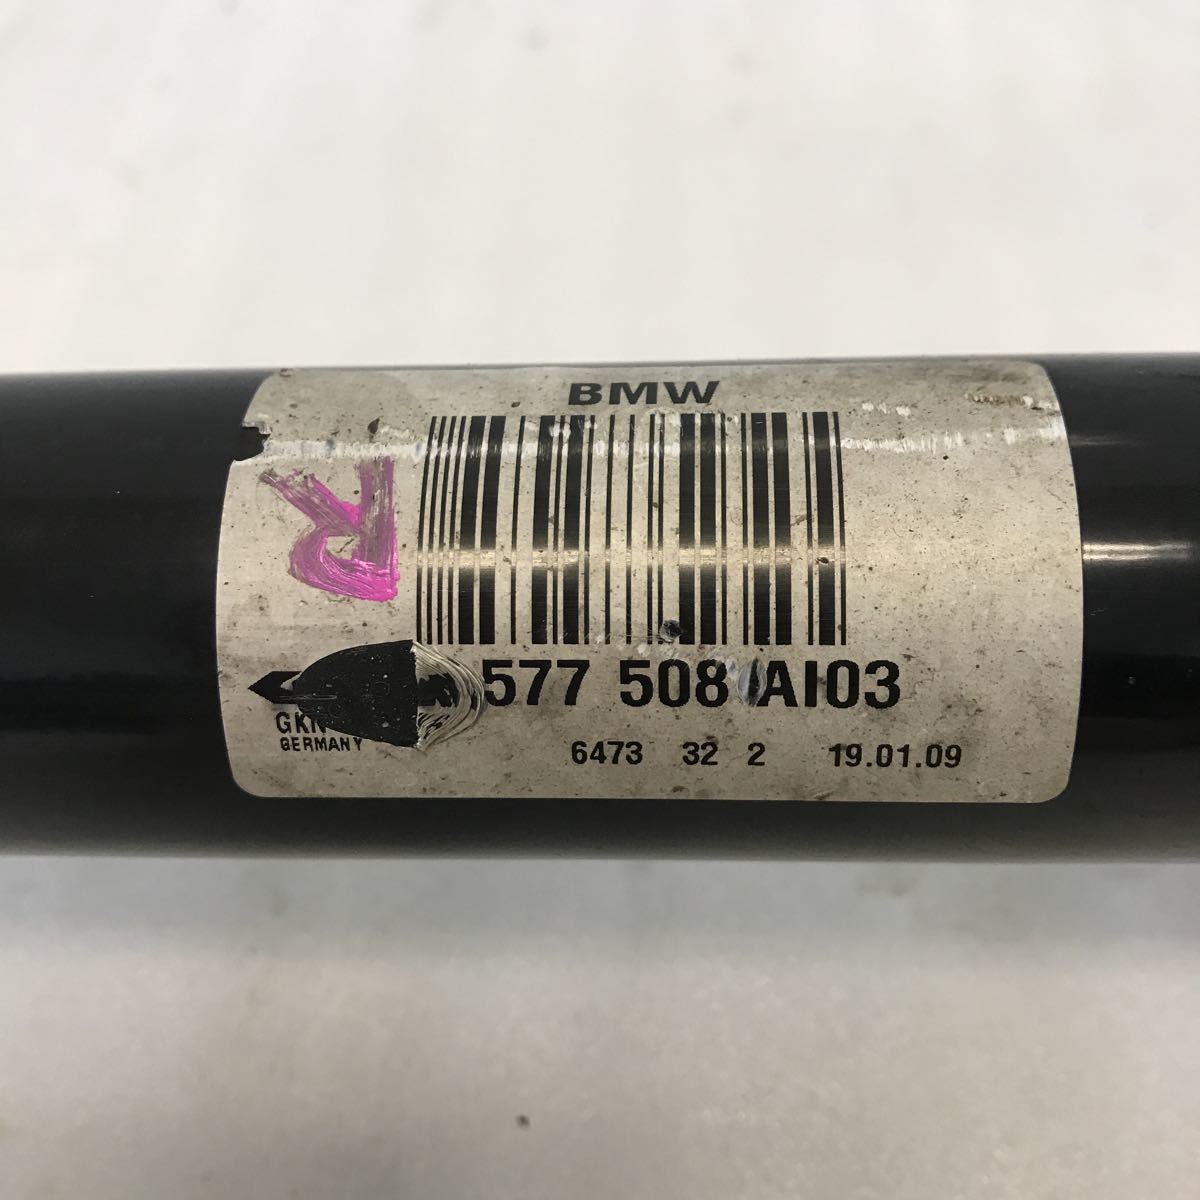 BMW
R
577 508 AI03
GKN
GERMANY
6473 32 2 19.01.09